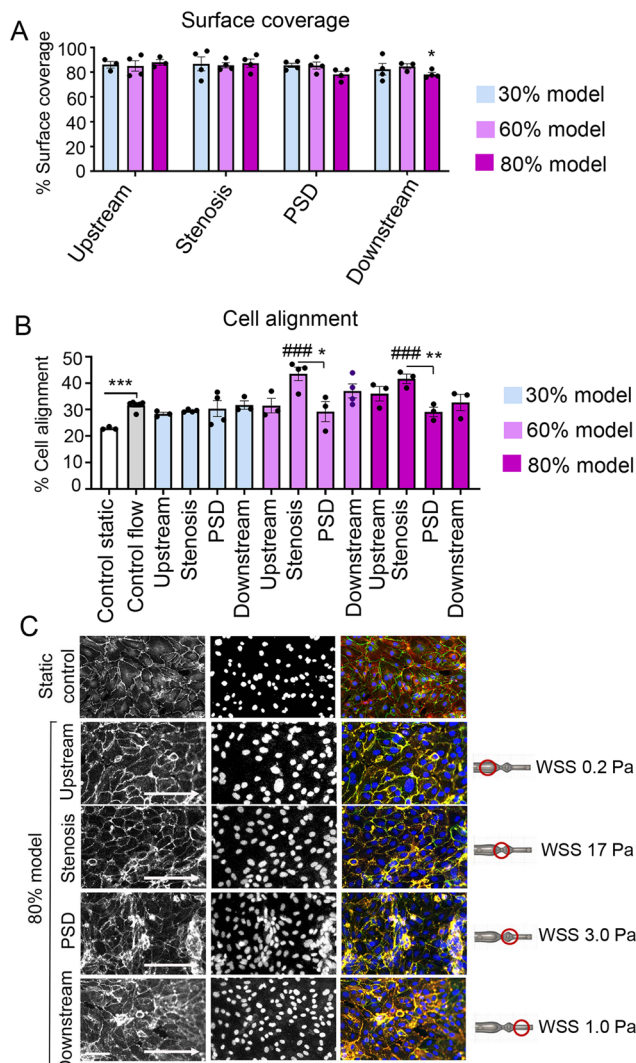 A
Surface coverage
% Surface coverage
100
80
60
40
20
0
*
Upstream
Stenosis
PSD
Downstream
30% model
60% model
80% model
B
Cell alignment
% Cell alignment
50
40
30
20
10
0
***
###
*
###
**
Control static
Control flow
Upstream
Stenosis
PSD
Downstream
Upstream
Stenosis
PSD
Downstream
Upstream
Stenosis
PSD
Downstream
30% model
60% model
80% model
C
Static
control
80% model
Upstream
WSS 0.2 Pa
Stenosis
WSS 17 Pa
PSD
WSS 3.0 Pa
Downstream
WSS 1.0 Pa